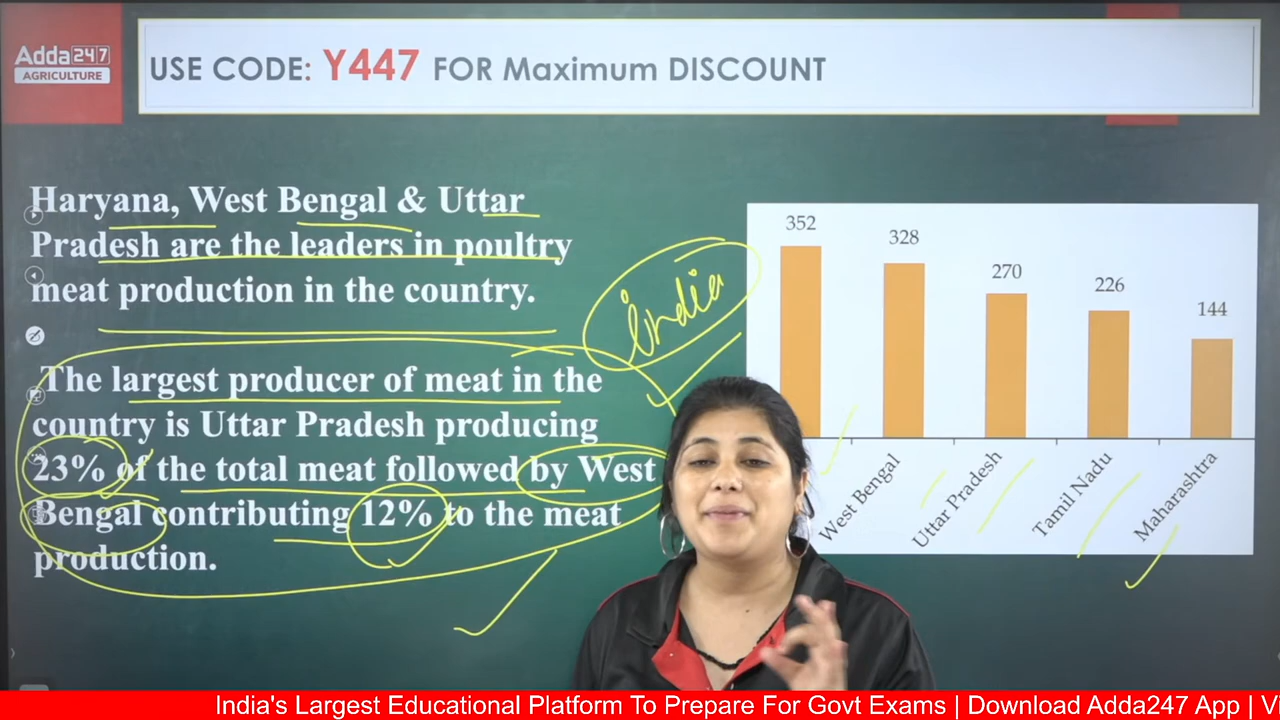 Adda247
AGRICULTURE
USE CODE: Y447 FOR Maximum DISCOUNT
Haryana, West Bengal & Uttar
Pradesh are the leaders in poultry
meat production in the country.
The largest producer of meat in the
country is Uttar Pradesh producing
23% of the total meat followed by West
Bengal contributing 12% to the meat
production.
India
352
328
270
226
144
West Bengal
Uttar Pradesh
Tamil Nadu
Maharashtra
India's Largest Educational Platform To Prepare For Govt Exams | Download Adda247 App | V